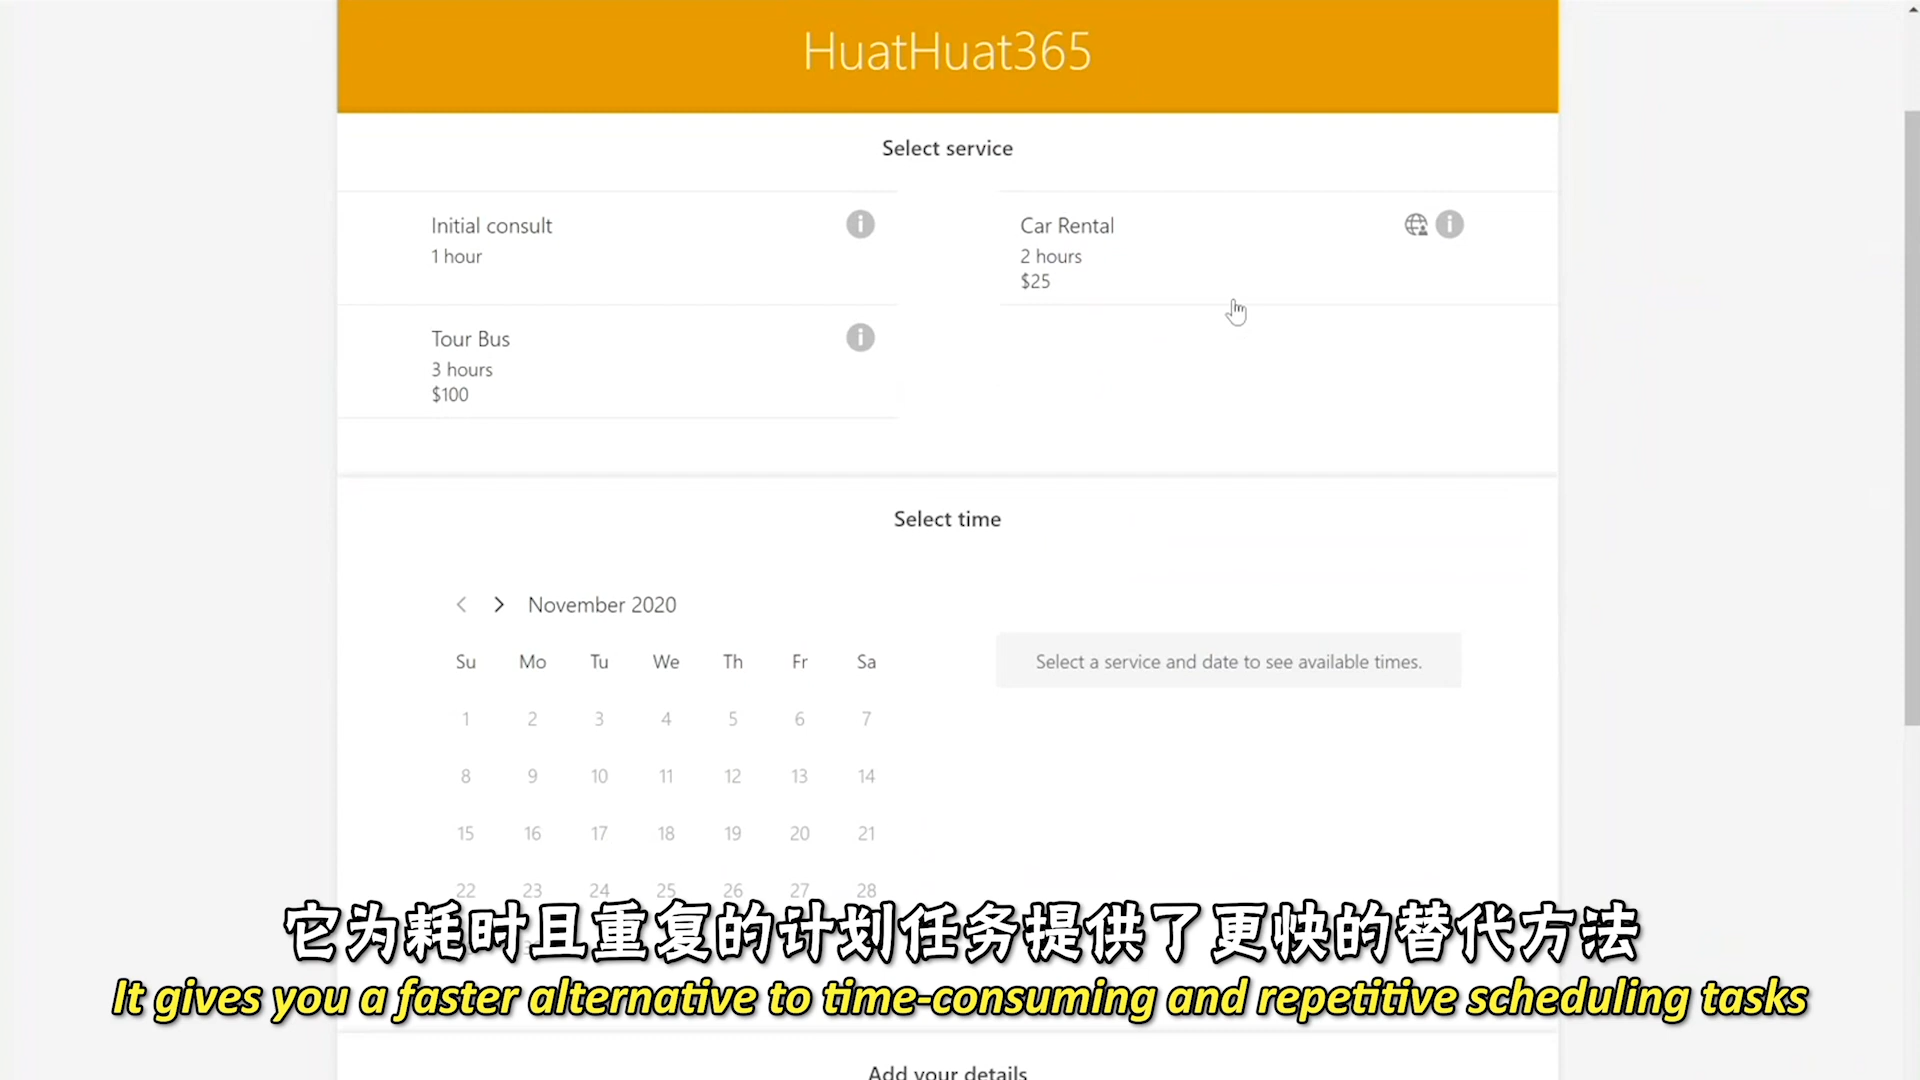 HuatHuat365
Select service
Initial consult
1 hour
Car Rental
2 hours
$25
Tour Bus
3 hours
$100
Select time
November 2020
Su Mo Tu We Th Fr Sa
Select a service and date to see available times.
1 2 3 4 5 6 7
8 9 10 11 12 13 14
15 16 17 18 19 20 21
22 23 24 25 26 27 28
它为耗时且重复的计划任务提供了更快的替代方法
It gives you a faster alternative to time-consuming and repetitive scheduling tasks
Add your details